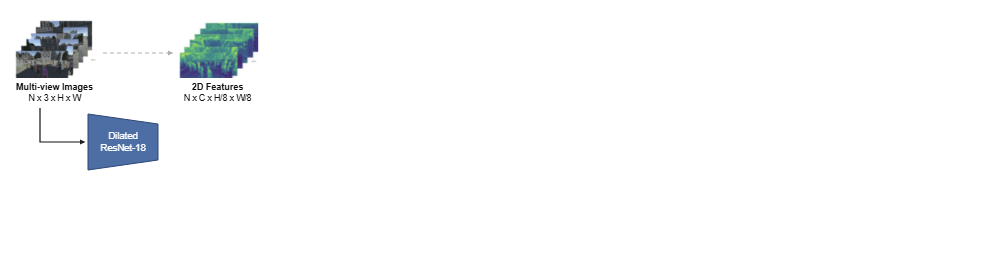 Multi-view Images
N x 3 x H x W
2D Features
N x C x H/8 x W/8
Dilated
ResNet-18